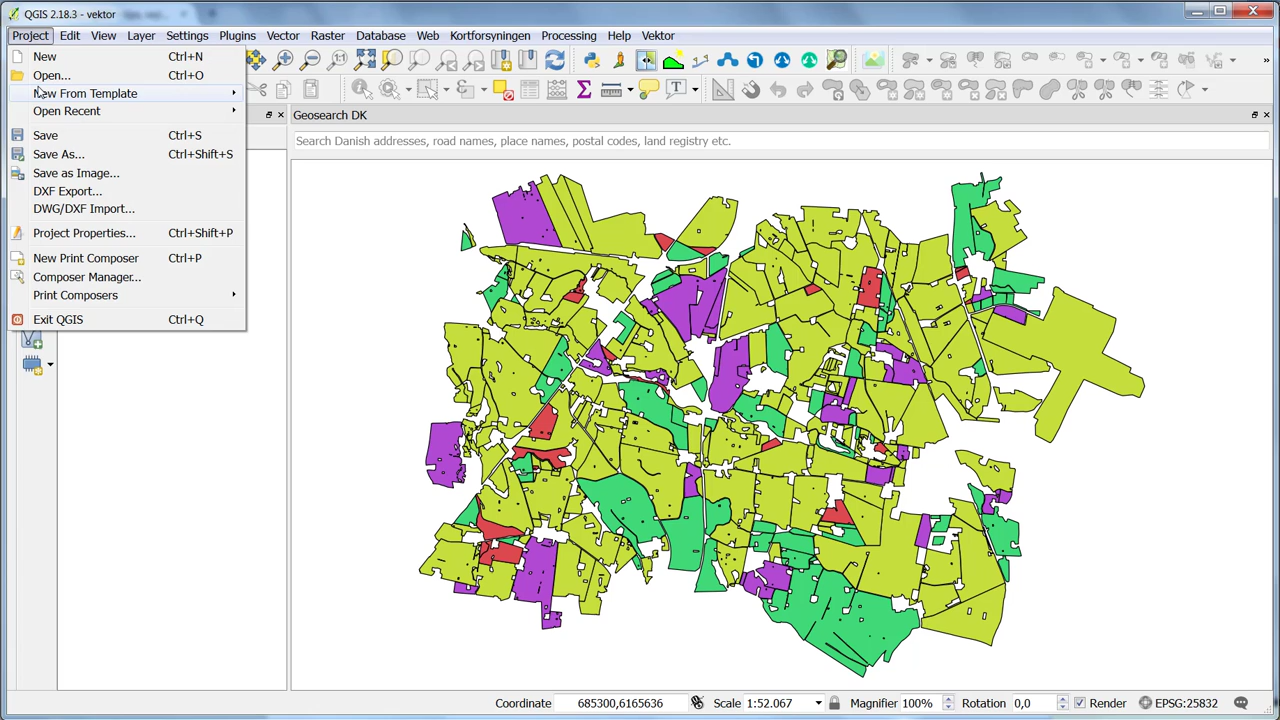 QGIS 2.18.3 - vektor
Project Edit View Layer Settings Plugins Vector Raster Database Web Kortforsyningen Processing Vektor
New Ctrl+N
Open... Ctrl+O
New From Template
Open Recent
Save Ctrl+S
Save As... Ctrl+Shift+S
Save as Image...
DXF Export...
DWG/DXF Import...
Project Properties... Ctrl+Shift+P
New Print Composer Ctrl+P
Composer Manager...
Print Composers
Exit QGIS Ctrl+Q
Geosearch DK
Search Danish addresses, road names, place names, postal codes, land registry etc.
Coordinate 685300,6165636 Scale 1:52.067 Magnifier 100% Rotation 0,0 Render EPSG:25832